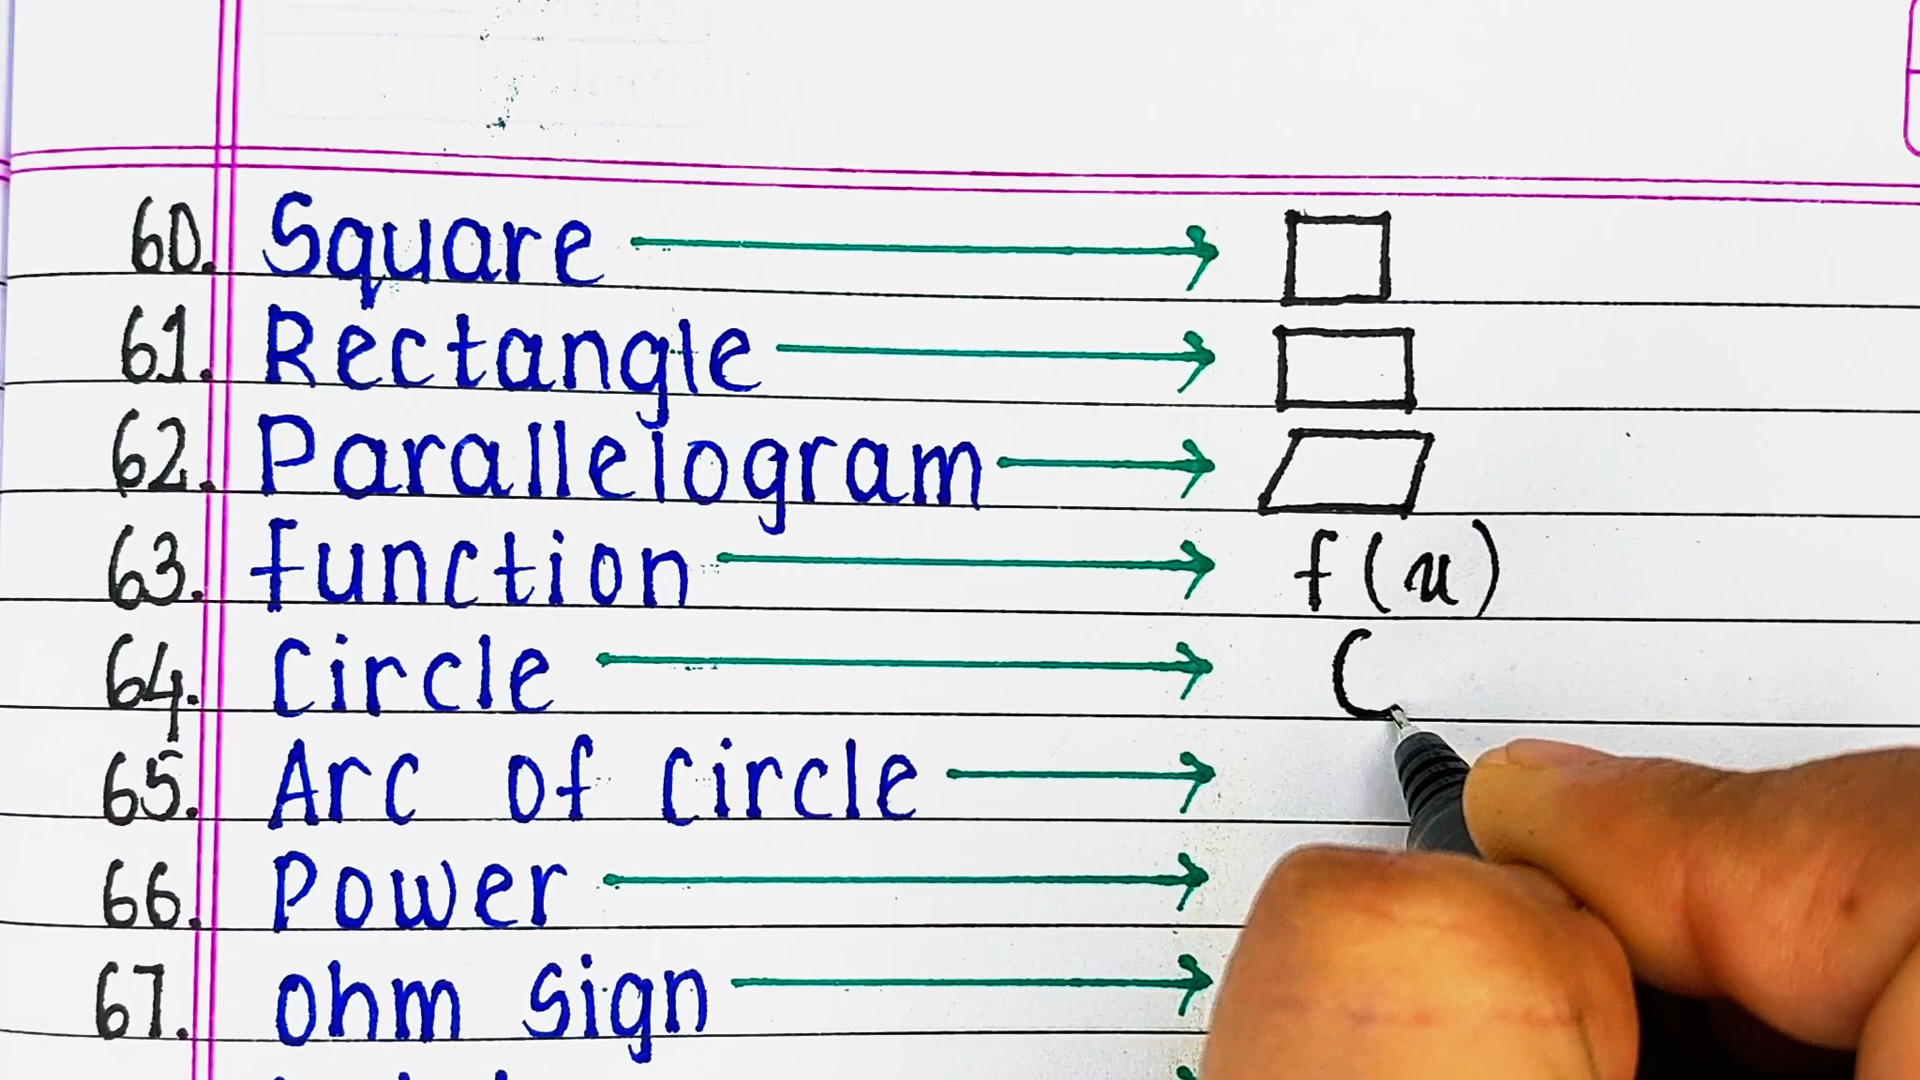 60. Square → □
61. Rectangle → ▭
62. Parallelogram → ▱
63. function → f(x)
64. Circle →
65. Arc of circle →
66. Power →
67. ohm sign →